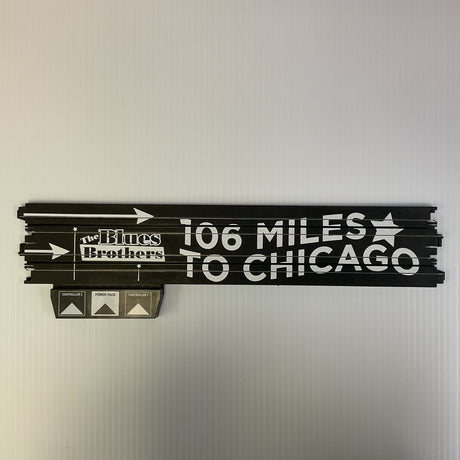 The Blues
Brothers
106 MILES
TO CHICAGO
CONTROLLER 2
POWER PACK
CONTROLLER 1